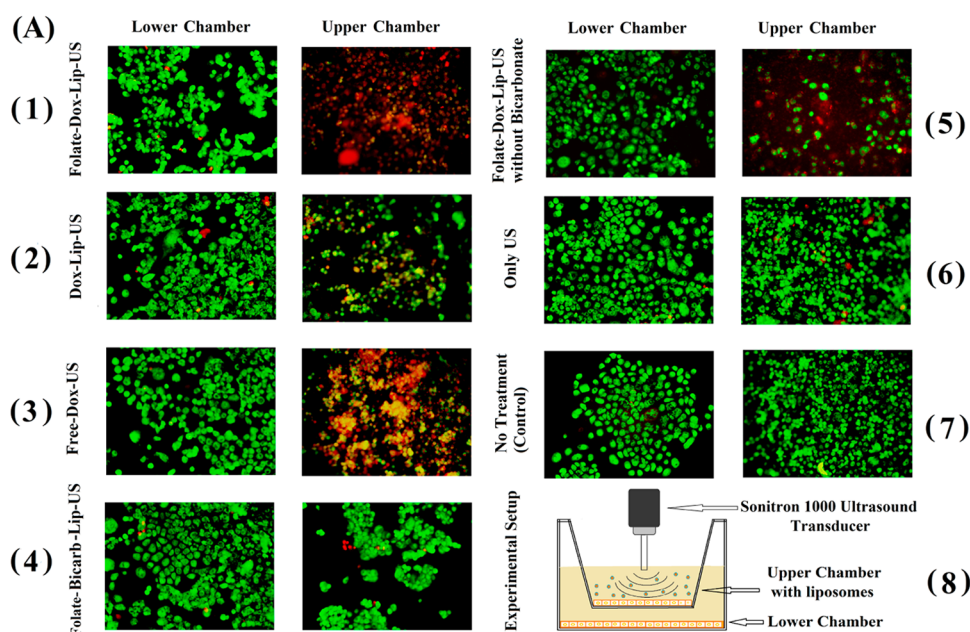 (A)
Lower Chamber
Upper Chamber
Folate-Dox-Lip-US
(1)
Dox-Lip-US
(2)
Free-Dox-US
(3)
Folate-Bicarb-Lip-US
(4)
Lower Chamber
Upper Chamber
Folate-Dox-Lip-US
without Bicarbonate
(5)
Only US
(6)
No Treatment
(Control)
(7)
Experimental Setup
Sonitron 1000 Ultrasound
Transducer
Upper Chamber
with liposomes
Lower Chamber
(8)